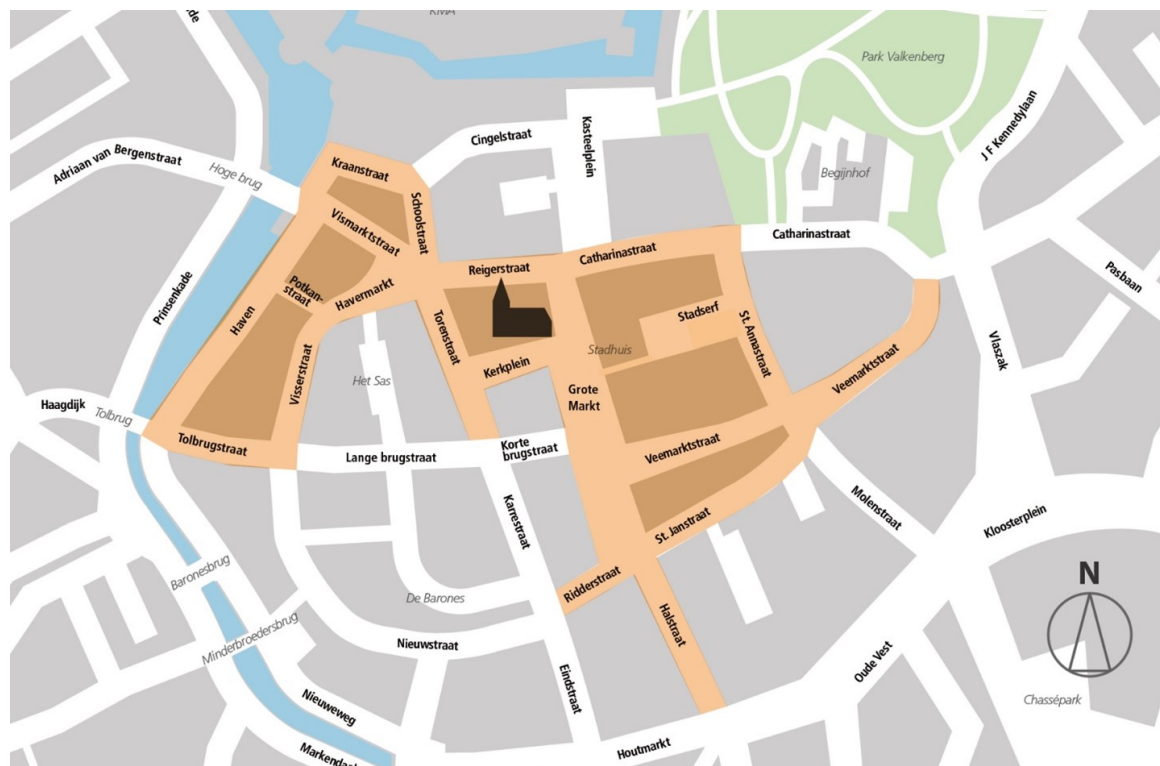 KMA
Park Valkenberg
J F Kennedylaan
Cingelstraat
Kasteelplein
Adriaan van Bergenstraat
Hoge brug
Kraanstraat
Schoolstraat
Begijnhof
Vismarktstraat
Catharinastraat
Catharinastraat
Reigerstraat
Pasbaan
Prinsenkade
Potkan-
straat
Havermarkt
Haven
Torenstraat
Stadserf
St. Annastraat
Vlaszak
Visserstraat
Het Sas
Kerkplein
Stadhuis
Veemarktstraat
Grote
Markt
Haagdijk
Tolbrug
Tolbrugstraat
Lange brugstraat
Korte
brugstraat
Veemarktstraat
Karrestraat
Molenstraat
St. Janstraat
Kloosterplein
Baronesbrug
Ridderstraat
N
De Barones
Halstraat
Minderbroedersbrug
Nieuwstraat
Oude Vest
Eindstraat
Chassépark
Nieuweweg
Houtmarkt